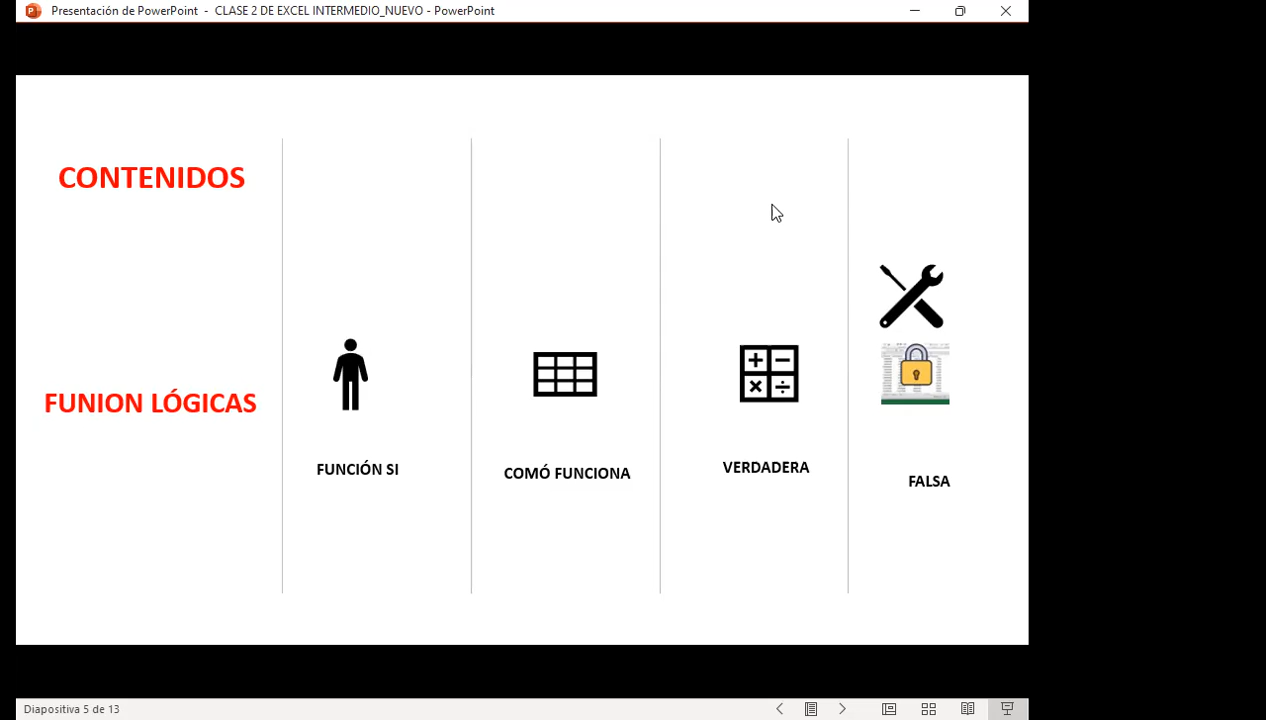 Presentación de PowerPoint - CLASE 2 DE EXCEL INTERMEDIO_NUEVO - PowerPoint
CONTENIDOS
FUNION LÓGICAS
FUNCIÓN SI
COMÓ FUNCIONA
VERDADERA
FALSA
Diapositiva 5 de 13